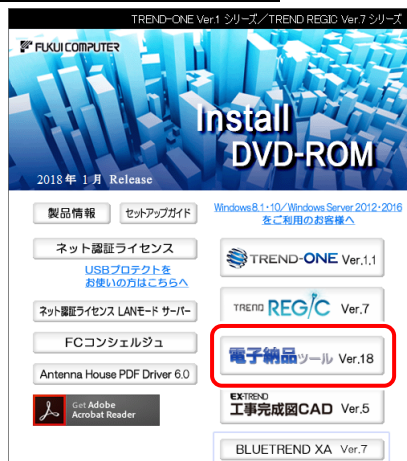 TREND-ONE Ver.1 シリーズ/TREND REGIC Ver.7 シリーズ
FUKUI COMPUTER
Install
DVD-ROM
2018年 1月 Release
製品情報
セットアップガイド
Windows8.1・10/Windows Server 2012・2016
をご利用のお客様へ
ネット認証ライセンス
USBプロテクトを
お使いの方はこちらへ
TREND-ONE Ver.1.1
ネット認証ライセンス LANモード サーバー
TREND REGIC Ver.7
FCコンシェルジュ
電子納品ツール Ver.18
Antenna House PDF Driver 6.0
Get Adobe
Acrobat Reader
EX-TREND
工事完成図CAD Ver.5
BLUETREND XA Ver.7